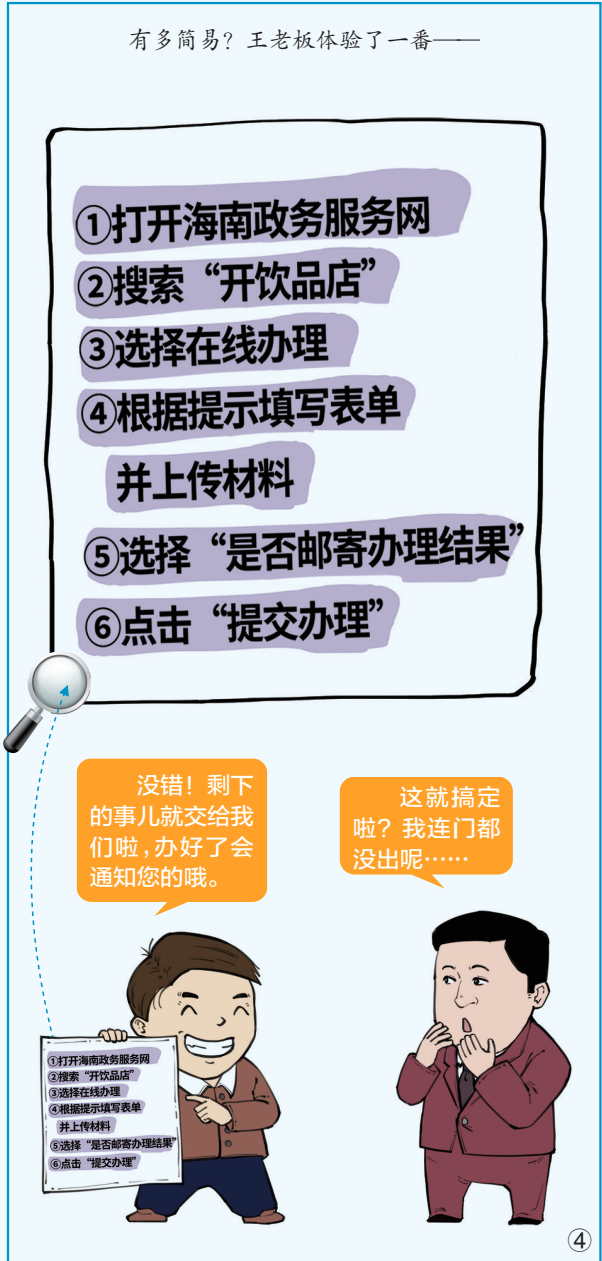 有多简易？王老板体验了一番——
①打开海南政务服务网
②搜索“开饮品店”
③选择在线办理
④根据提示填写表单
并上传材料
⑤选择“是否邮寄办理结果”
⑥点击“提交办理”
没错！剩下
的事儿就交给我
们啦，办好了会
通知您的哦。
这就搞定
啦？我连门都
没出呢……
①打开海南政务服务网
②搜索“开饮品店”
③选择在线办理
④根据提示填写表单
并上传材料
⑤选择“是否邮寄办理结果”
⑥点击“提交办理”
④